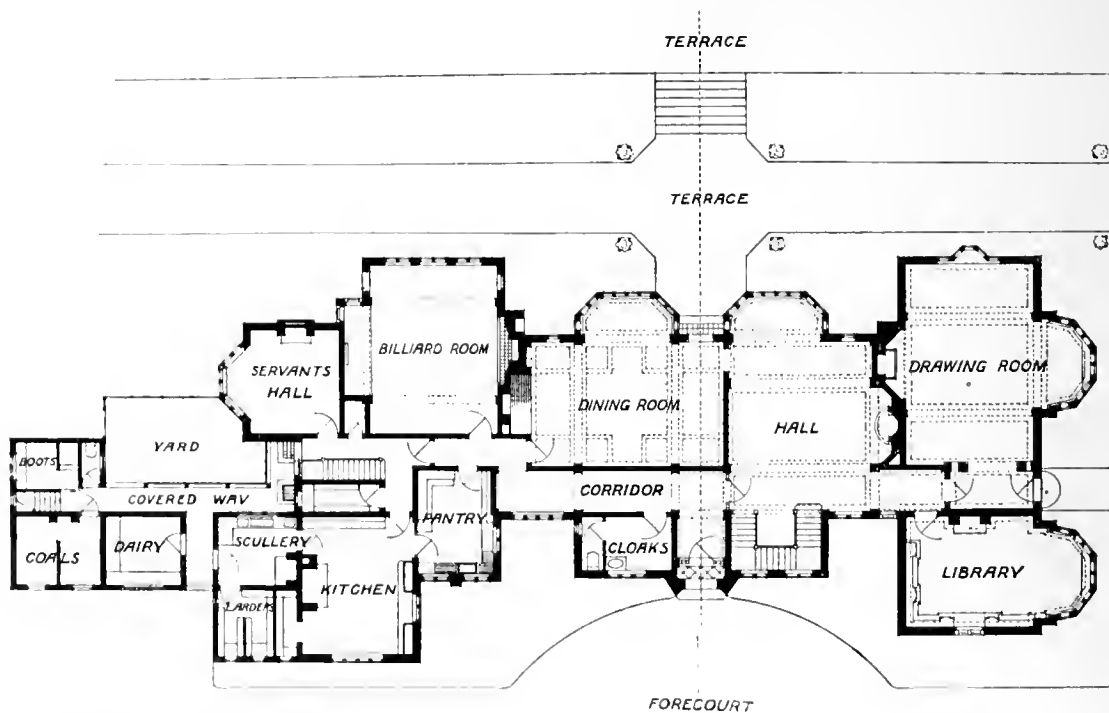 TERRACE
TERRACE
BILLIARD ROOM
SERVANTS
HALL
DRAWING ROOM
DINING ROOM
HALL
YARD
BOOTS
COVERED WAY
CORRIDOR
PANTRY
SCULLERY
COALS
DAIRY
CLOAKS
LIBRARY
KITCHEN
LARDERS
FORECOURT